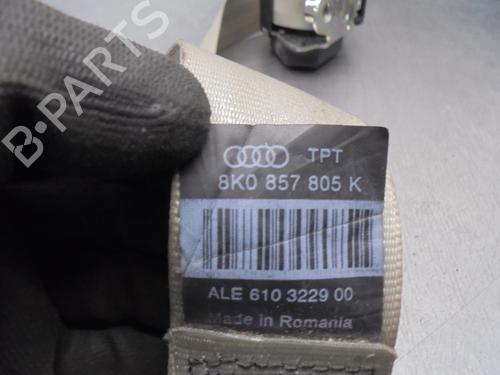 B-PARTS
TPT
8K0 857 805 K
ALE 610 3229 00
Made in Romania